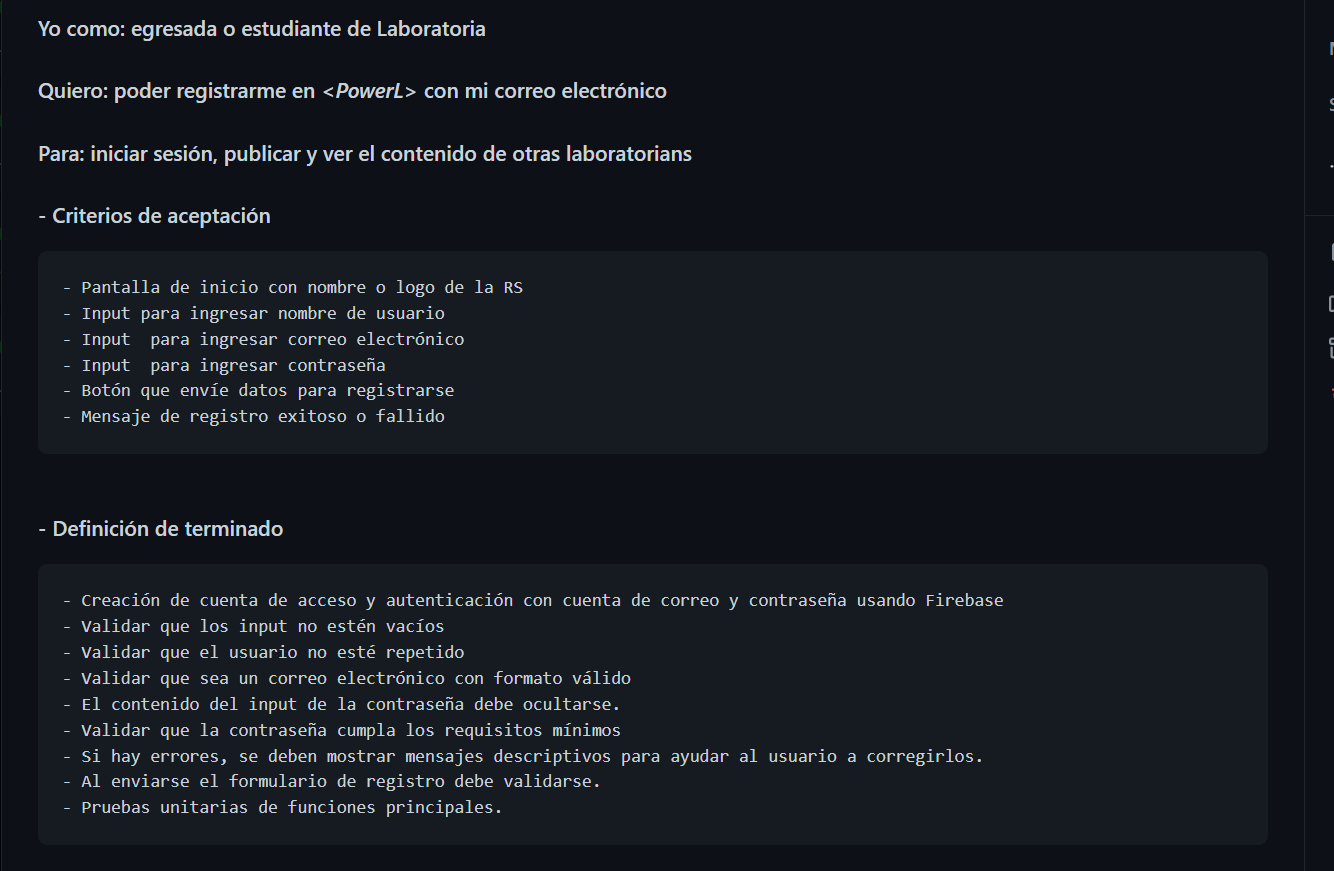 Yo como: egresada o estudiante de Laboratoria
Quiero: poder registrarme en <PowerL> con mi correo electrónico
Para: iniciar sesión, publicar y ver el contenido de otras laboratorians
- Criterios de aceptación
- Pantalla de inicio con nombre o logo de la RS
- Input para ingresar nombre de usuario
- Input  para ingresar correo electrónico
- Input  para ingresar contraseña
- Botón que envíe datos para registrarse
- Mensaje de registro exitoso o fallido
- Definición de terminado
- Creación de cuenta de acceso y autenticación con cuenta de correo y contraseña usando Firebase
- Validar que los input no estén vacíos
- Validar que el usuario no esté repetido
- Validar que sea un correo electrónico con formato válido
- El contenido del input de la contraseña debe ocultarse.
- Validar que la contraseña cumpla los requisitos mínimos
- Si hay errores, se deben mostrar mensajes descriptivos para ayudar al usuario a corregirlos.
- Al enviarse el formulario de registro debe validarse.
- Pruebas unitarias de funciones principales.